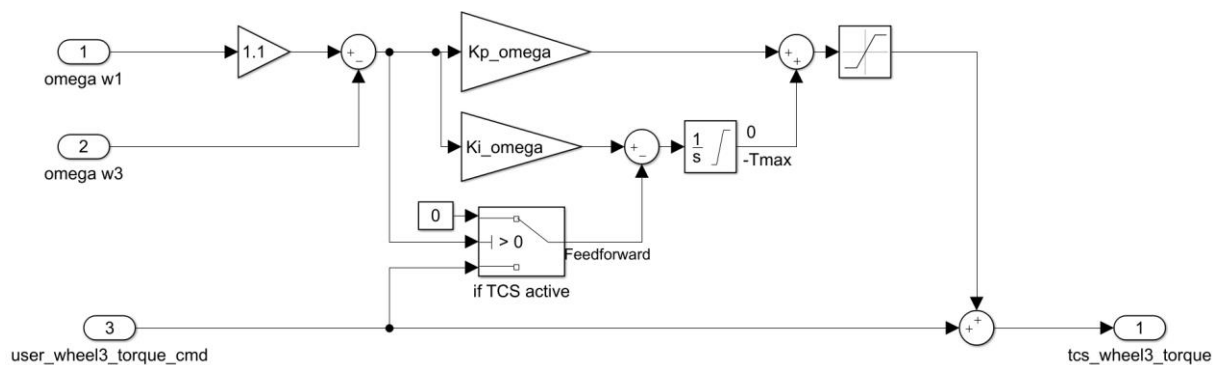 1
omega w1
1.1
+
-
Kp_omega
+
+
2
omega w3
Ki_omega
+
-
1
s
0
-Tmax
0
> 0
Feedforward
if TCS active
3
user_wheel3_torque_cmd
+
+
1
tcs_wheel3_torque